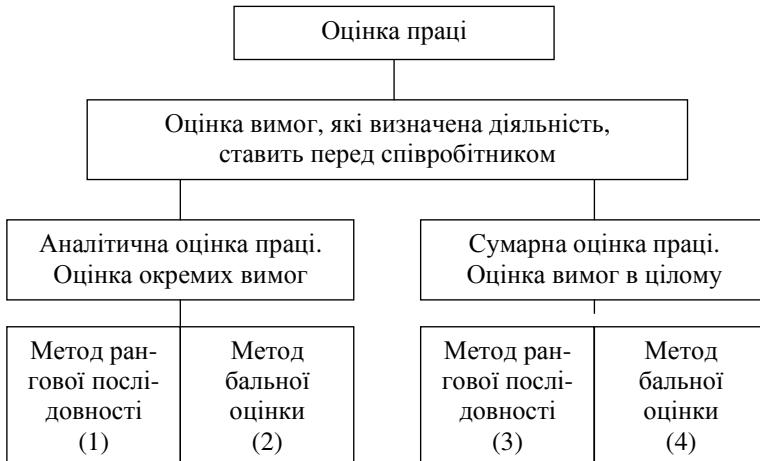 Оцінка праці
Оцінка вимог, які визначена діяльність,
ставить перед співробітником
Аналітична оцінка праці.
Оцінка окремих вимог
Сумарна оцінка праці.
Оцінка вимог в цілому
Метод ран-
гової послі-
довності
(1)
Метод
бальної
оцінки
(2)
Метод ран-
гової послі-
довності
(3)
Метод
бальної
оцінки
(4)